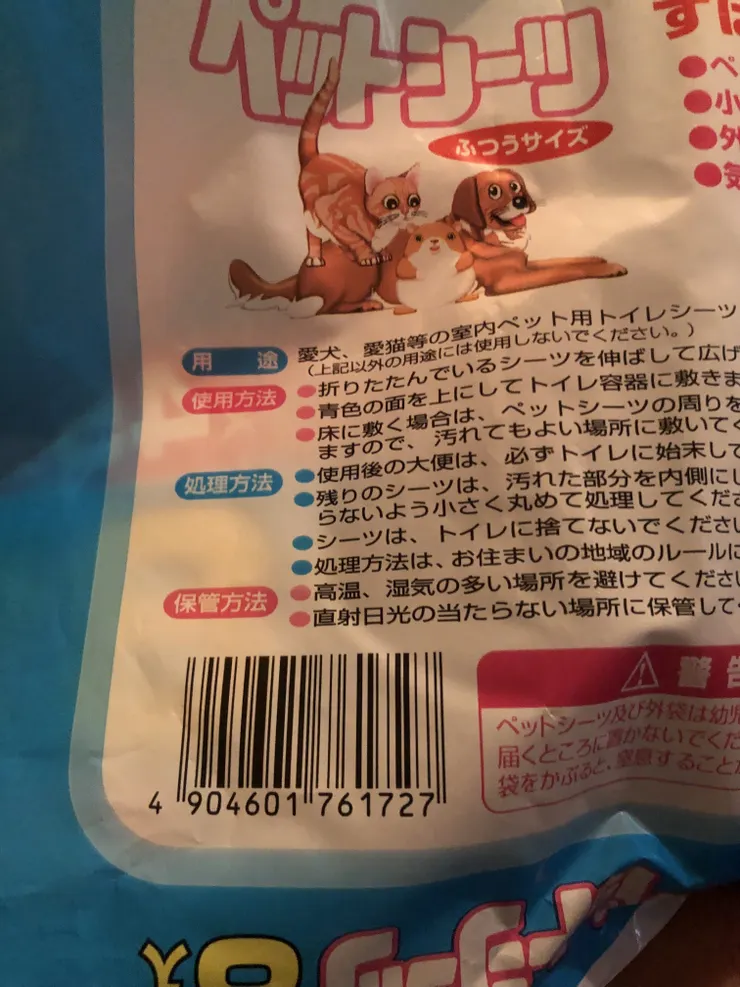 ペットシーツ
ふつうサイズ
すば
●ペ
●小
●外
●気
用途 愛犬、愛猫等の室内ペット用トイレシーツ
(上記以外の用途には使用しないでください。)
使用方法 ●折りたたんでいるシーツを伸ばして広げ
●青色の面を上にしてトイレ容器に敷きま
●床に敷く場合は、ペットシーツの周りを
ますので、汚れてもよい場所に敷いてく
処理方法 ●使用後の大便は、必ずトイレに始末して
●残りのシーツは、汚れた部分を内側にし
らないよう小さく丸めて処理してくださ
●シーツは、トイレに捨てないでください
●処理方法は、お住まいの地域のルールに
保管方法 ●高温、湿気の多い場所を避けてください
●直射日光の当たらない場所に保管して
⚠警告
ペットシーツ及び外袋は幼児
届くところに置かないでくだ
袋をかぶると、窒息すること
4 904601 761727